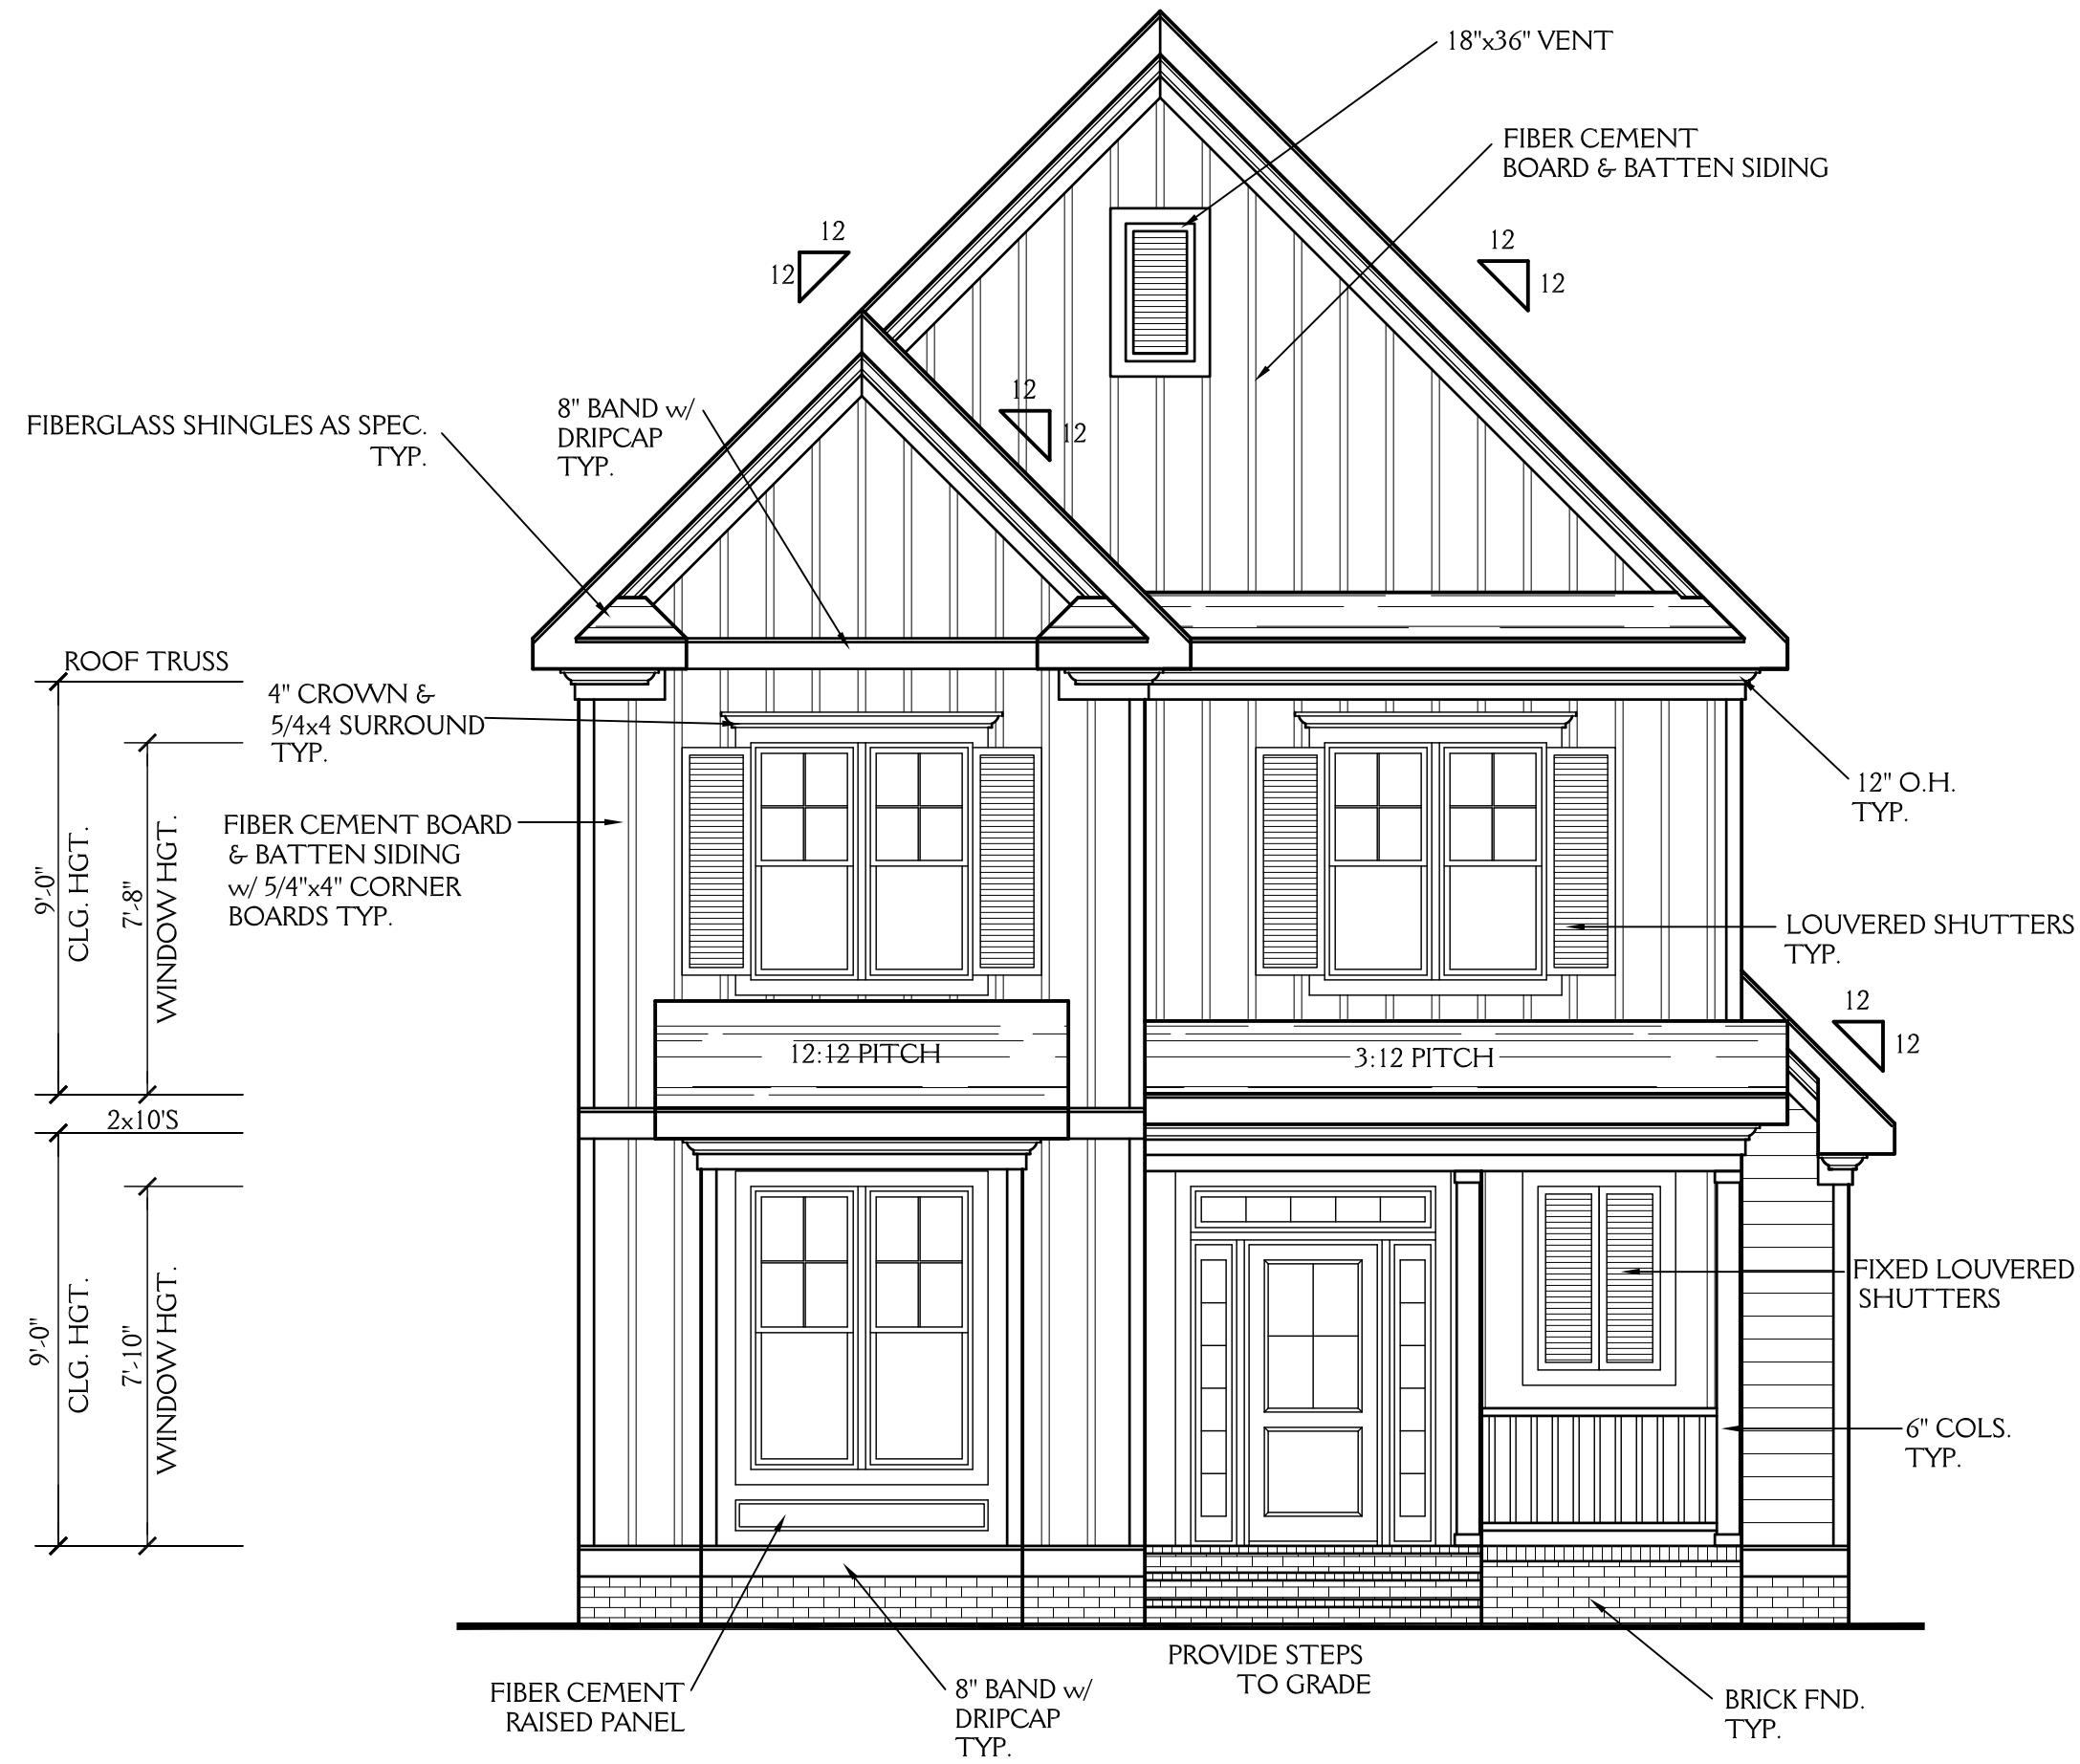 18"x36" VENT
FIBER CEMENT
BOARD & BATTEN SIDING
12
12
12
12
12
12
FIBERGLASS SHINGLES AS SPEC.
TYP.
8" BAND w/
DRIPCAP
TYP.
ROOF TRUSS
4" CROWN &
5/4x4 SURROUND
TYP.
12" O.H.
TYP.
FIBER CEMENT BOARD
& BATTEN SIDING
w/ 5/4"x4" CORNER
BOARDS TYP.
9'-0"
CLG. HGT.
7'-8"
WINDOW HGT.
LOUVERED SHUTTERS
TYP.
12
12
12:12 PITCH
3:12 PITCH
2x10'S
9'-0"
CLG. HGT.
7'-10"
WINDOW HGT.
FIXED LOUVERED
SHUTTERS
6" COLS.
TYP.
PROVIDE STEPS
TO GRADE
FIBER CEMENT
RAISED PANEL
8" BAND w/
DRIPCAP
TYP.
BRICK FND.
TYP.